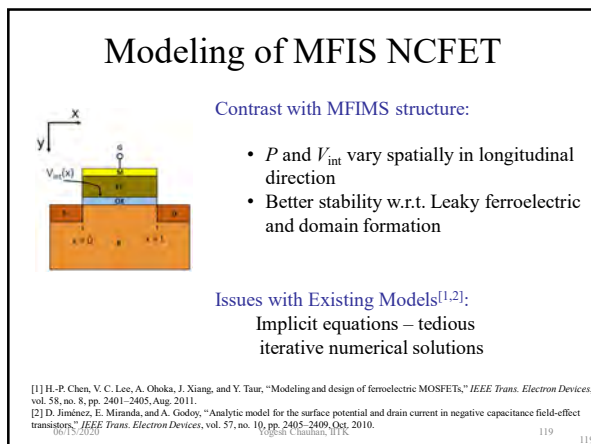 Modeling of MFIS NCFET
x
y
G
M
V_int(x)
FE
OX
S
D
x = 0
x = L
B
Contrast with MFIMS structure:
• P and V_int vary spatially in longitudinal
direction
• Better stability w.r.t. Leaky ferroelectric
and domain formation
Issues with Existing Models[1,2]:
Implicit equations – tedious
iterative numerical solutions
[1] H.-P. Chen, V. C. Lee, A. Ohoka, J. Xiang, and Y. Taur, “Modeling and design of ferroelectric MOSFETs,” IEEE Trans. Electron Devices,
vol. 58, no. 8, pp. 2401–2405, Aug. 2011.
[2] D. Jiménez, E. Miranda, and A. Godoy, “Analytic model for the surface potential and drain current in negative capacitance field-effect
transistors,” IEEE Trans. Electron Devices, vol. 57, no. 10, pp. 2405–2409, Oct. 2010.
06/15/2020
Yogesh Chauhan, IITK
119
119